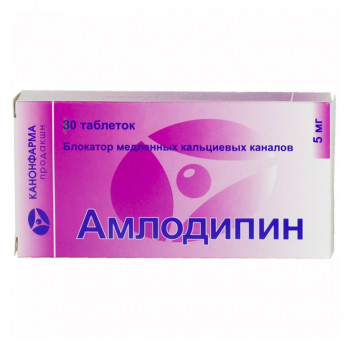 КАНОНФАРМА
продакшн
30 таблеток
Блокатор медленных кальциевых каналов
5 мг
Амлодипин